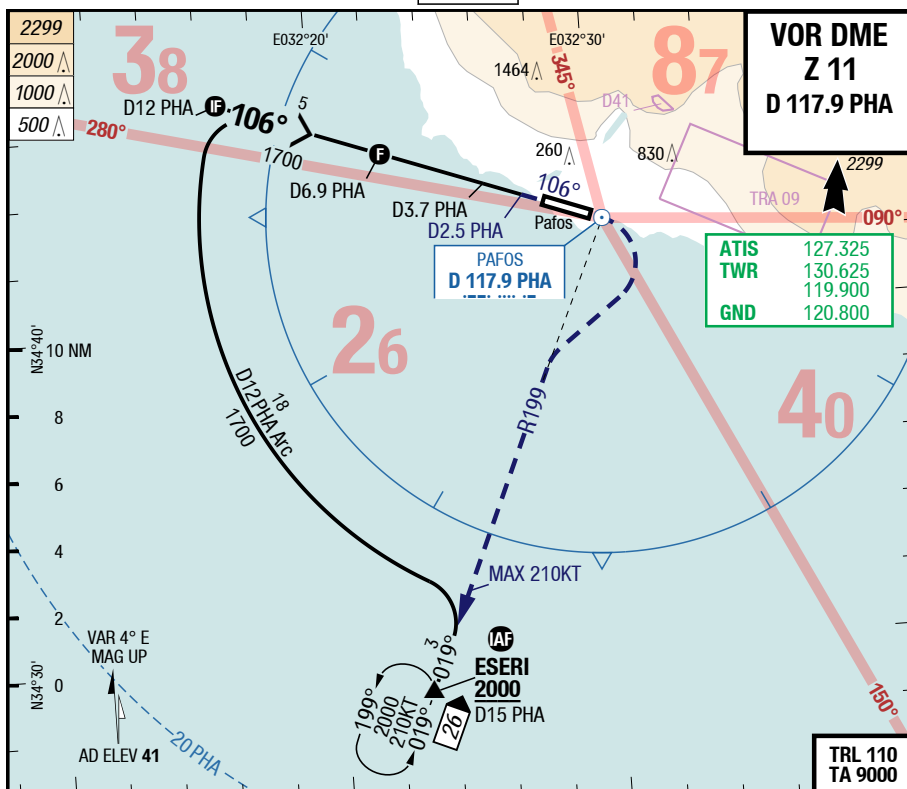 2299
2000
1000
500
38
E032°20'
E032°30'
87
VOR DME
Z 11
D 117.9 PHA
1464
345°
D41
D12 PHA
IF
106°
5
280°
1700
F
D6.9 PHA
260
830
2299
106°
TRA 09
D3.7 PHA
D2.5 PHA
Pafos
090°
PAFOS
D 117.9 PHA
ATIS 127.325
TWR 130.625
119.900
GND 120.800
26
40
N34°40'
10 NM
18
D12 PHA Arc
1700
R199
8
6
4
2
0
MAX 210KT
VAR 4° E
MAG UP
N34°30'
AD ELEV 41
20 PHA
3
019°
IAF
ESERI
2000
D15 PHA
26
199°
2000
210KT
019°
150°
TRL 110
TA 9000